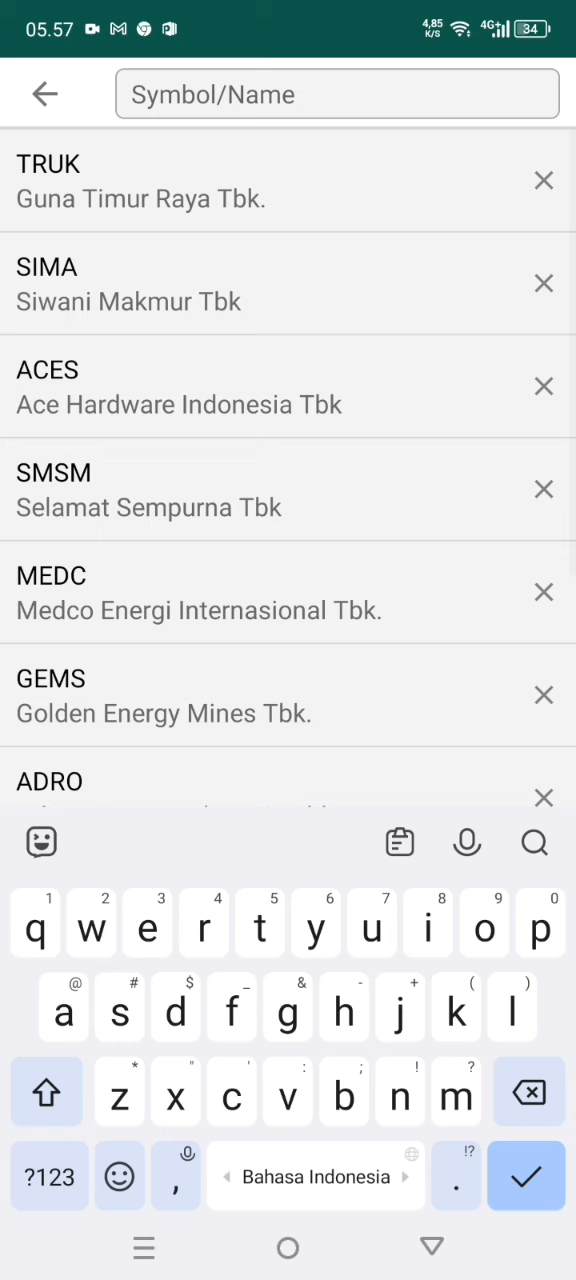 05.57
4,85
K/S
4G+
34
Symbol/Name
TRUK
Guna Timur Raya Tbk.
SIMA
Siwani Makmur Tbk
ACES
Ace Hardware Indonesia Tbk
SMSM
Selamat Sempurna Tbk
MEDC
Medco Energi Internasional Tbk.
GEMS
Golden Energy Mines Tbk.
ADRO
1 2 3 4 5 6 7 8 9 0
q w e r t y u i o p
@ # $ _ & - + ( )
a s d f g h j k l
* " ' : ; ! ?
z x c v b n m
!?
?123 , Bahasa Indonesia .